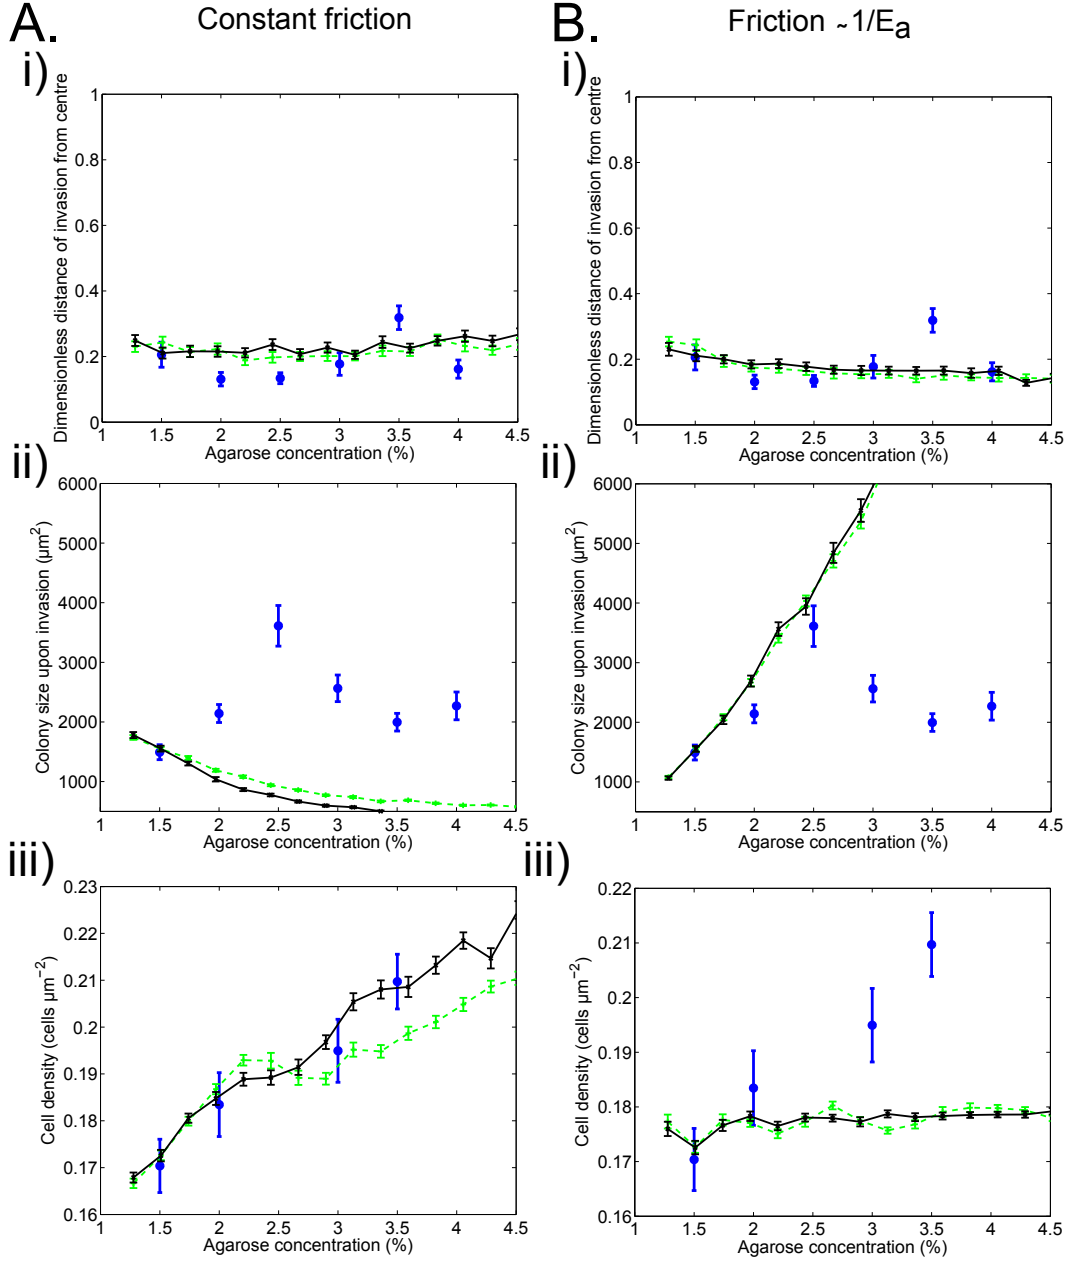 A.
Constant friction
B.
Friction ~1/Ea
i)
Dimensionless distance of invasion from centre
1
0.8
0.6
0.4
0.2
0
1 1.5 2 2.5 3 3.5 4 4.5
Agarose concentration (%)
i)
Dimensionless distance of invasion from centre
1
0.8
0.6
0.4
0.2
0
1 1.5 2 2.5 3 3.5 4 4.5
Agarose concentration (%)
ii)
Colony size upon invasion (µm²)
6000
5000
4000
3000
2000
1000
1 1.5 2 2.5 3 3.5 4 4.5
Agarose concentration (%)
ii)
Colony size upon invasion (µm²)
6000
5000
4000
3000
2000
1000
1 1.5 2 2.5 3 3.5 4 4.5
Agarose concentration (%)
iii)
Cell density (cells µm⁻²)
0.23
0.22
0.21
0.2
0.19
0.18
0.17
0.16
1 1.5 2 2.5 3 3.5 4 4.5
Agarose concentration (%)
iii)
Cell density (cells µm⁻²)
0.22
0.21
0.2
0.19
0.18
0.17
0.16
1 1.5 2 2.5 3 3.5 4 4.5
Agarose concentration (%)